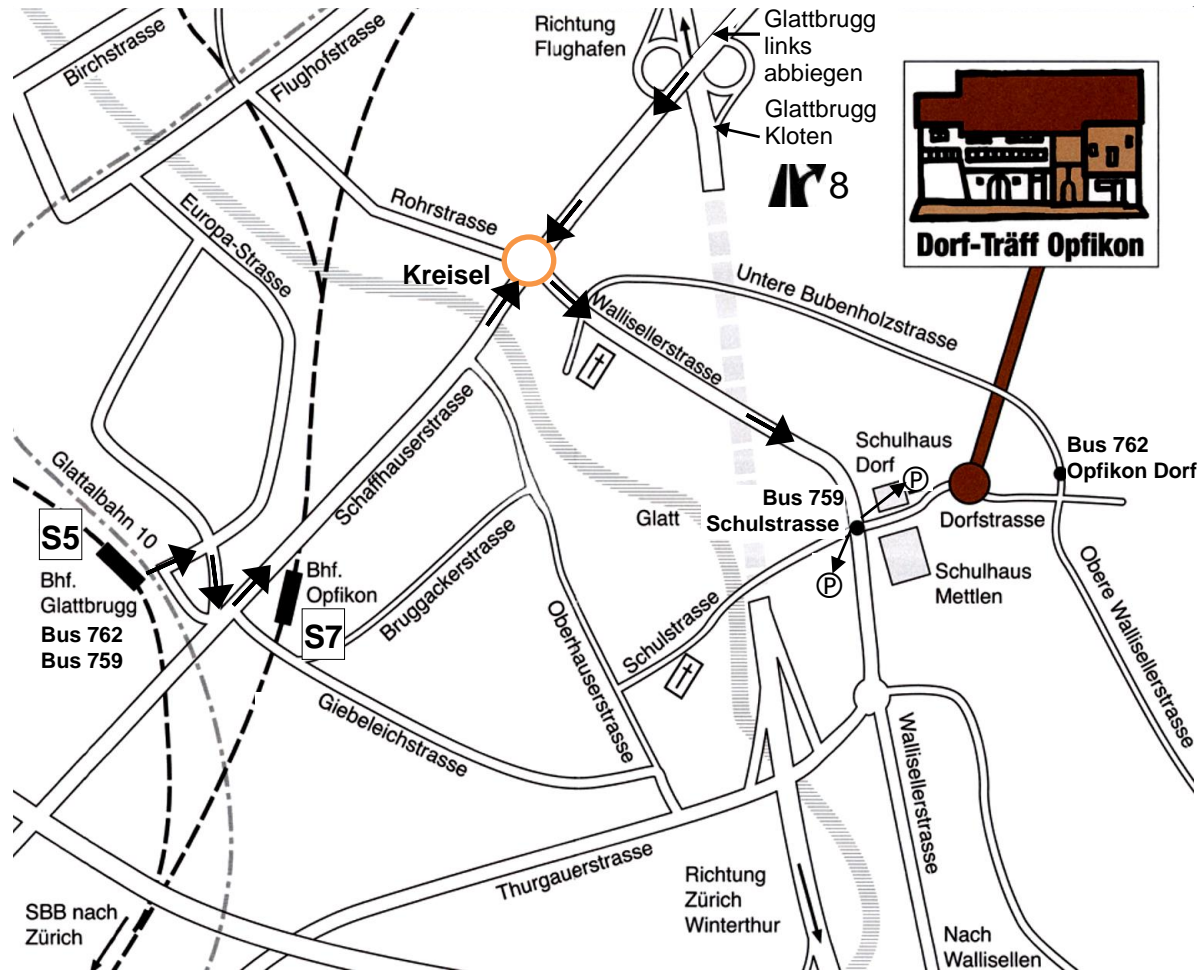 Birchstrasse
Flughofstrasse
Richtung
Flughafen
Glattbrugg
links
abbiegen
Glattbrugg
Kloten
8
Dorf-Träff Opfikon
Rohrstrasse
Europa-Strasse
Kreisel
Wallisellerstrasse
Untere Bubenholzstrasse
Schaffhauserstrasse
Glattalbahn 10
Schulhaus
Dorf
P
Bus 762
Opfikon Dorf
Bus 759
Schulstrasse
Glatt
Dorfstrasse
S5
Bhf.
Glattbrugg
Bus 762
Bus 759
Bhf.
Opfikon
S7
Bruggackerstrasse
P
Schulhaus
Mettlen
Schulstrasse
Oberhauserstrasse
Obere Wallisellerstrasse
Giebeleichstrasse
Wallisellerstrasse
Thurgauerstrasse
Richtung
Zürich
Winterthur
SBB nach
Zürich
Nach
Wallisellen